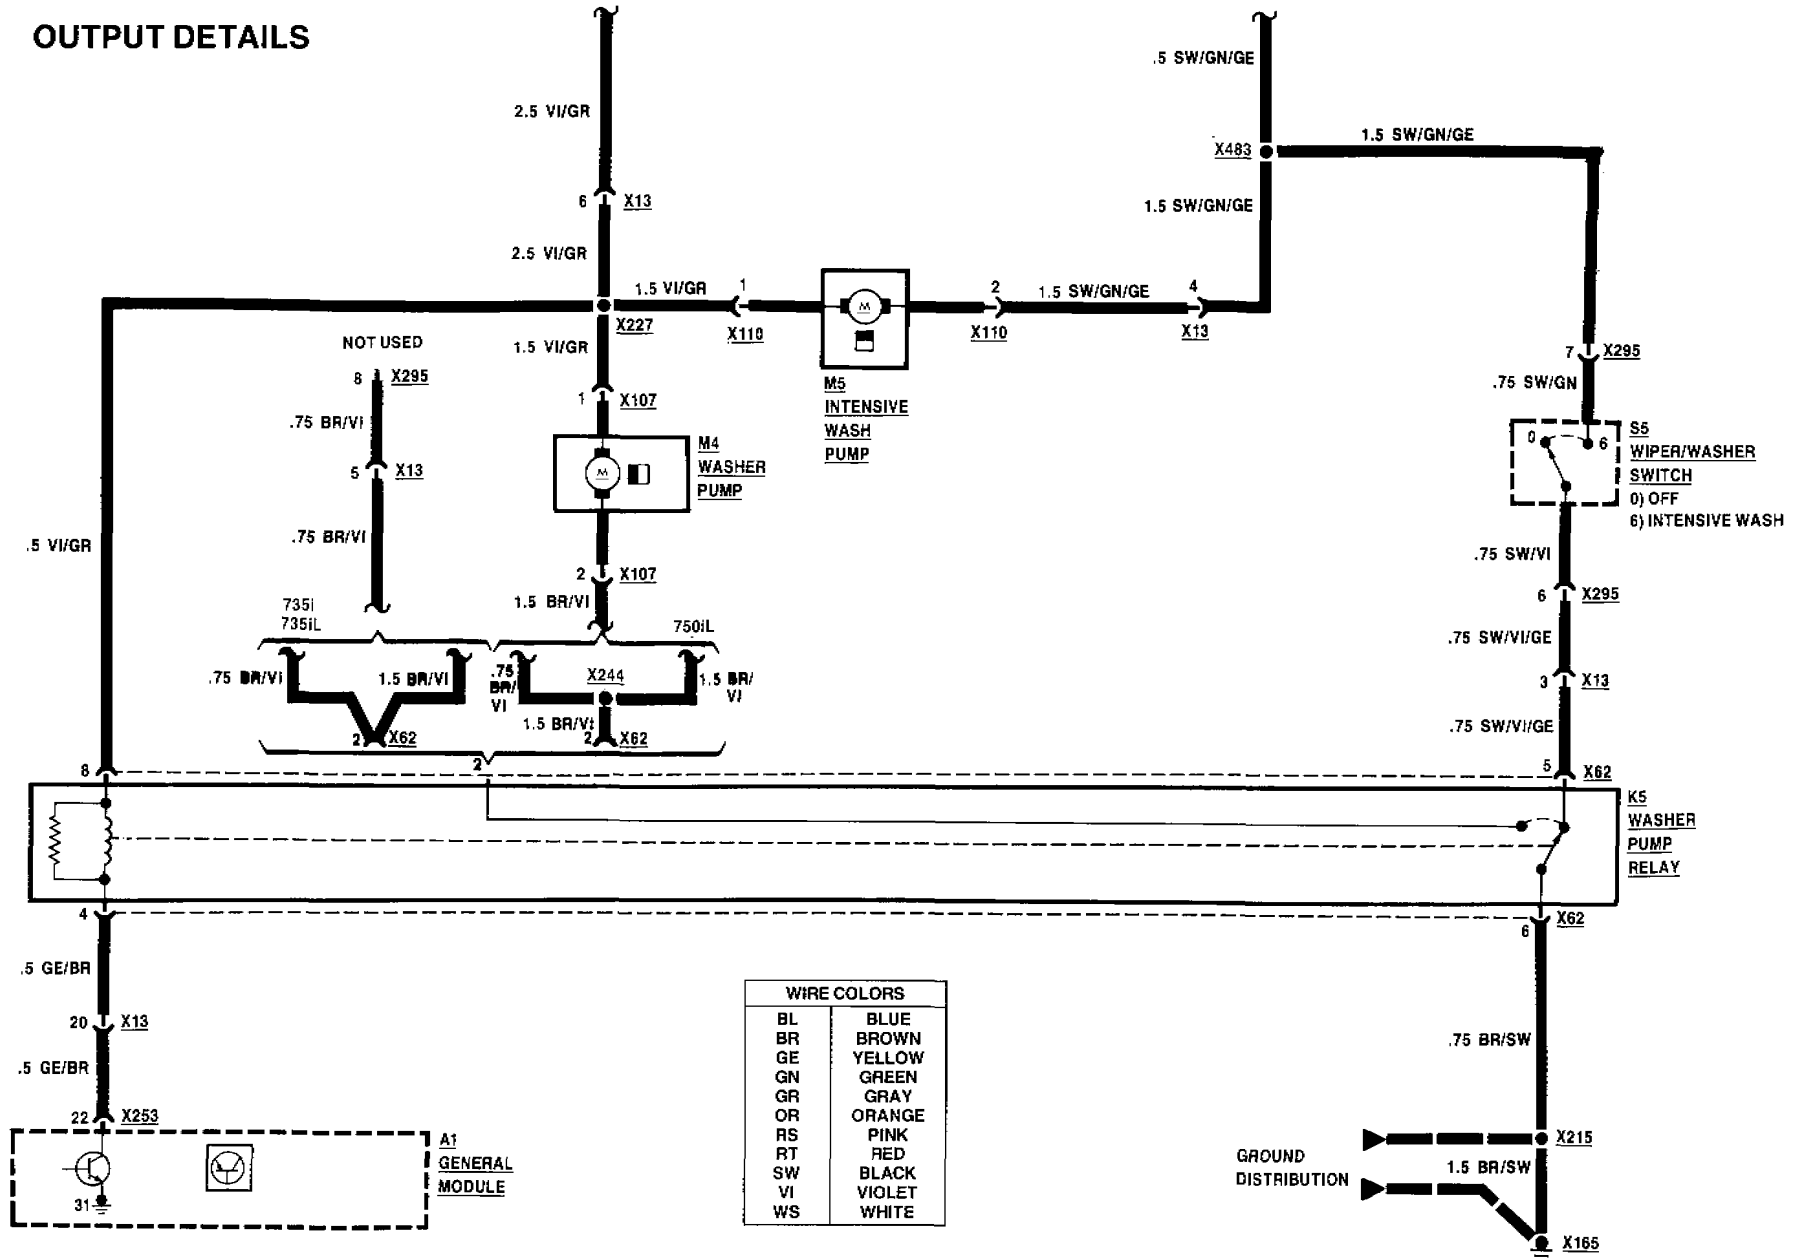 OUTPUT DETAILS
.5 SW/GN/GE
2.5 VI/GR
1.5 SW/GN/GE
X483
6 X13
1.5 SW/GN/GE
2.5 VI/GR
1.5 VI/GR
1
2
1.5 SW/GN/GE
4
M
X227
X110
X110
X13
NOT USED
1.5 VI/GR
7 X295
8 X295
M5
INTENSIVE
WASH
PUMP
.75 SW/GN
1 X107
.75 BR/VI
0
6
S5
WIPER/WASHER
SWITCH
0) OFF
6) INTENSIVE WASH
M
M4
WASHER
PUMP
5 X13
.75 BR/VI
.5 VI/GR
.75 SW/VI
2 X107
6 X295
1.5 BR/VI
735i
735iL
750iL
.75 SW/VI/GE
.75 BR/VI
1.5 BR/VI
.75
BR/
VI
X244
1.5 BR/
VI
3 X13
1.5 BR/VI
.75 SW/VI/GE
2 X62
2 X62
2
8
5 X62
K5
WASHER
PUMP
RELAY
4
6 X62
.5 GE/BR
20 X13
.5 GE/BR
22 X253
A1
GENERAL
MODULE
31
WIRE COLORS
BL BLUE
BR BROWN
GE YELLOW
GN GREEN
GR GRAY
OR ORANGE
RS PINK
RT RED
SW BLACK
VI VIOLET
WS WHITE
.75 BR/SW
X215
GROUND
DISTRIBUTION
1.5 BR/SW
X165